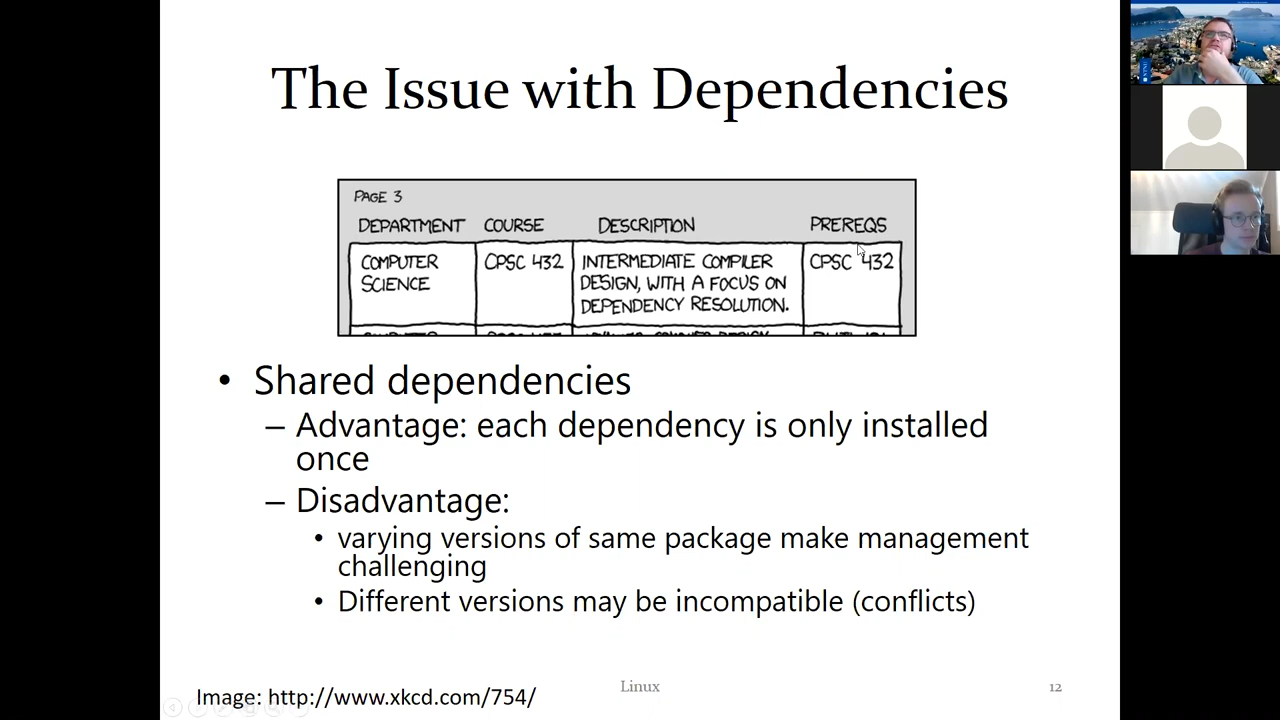 The Issue with Dependencies
PAGE 3
DEPARTMENT COURSE DESCRIPTION PREREQS
COMPUTER SCIENCE
CPSC 432
INTERMEDIATE COMPILER
DESIGN, WITH A FOCUS ON
DEPENDENCY RESOLUTION.
CPSC 432
• Shared dependencies
– Advantage: each dependency is only installed
once
– Disadvantage:
• varying versions of same package make management
challenging
• Different versions may be incompatible (conflicts)
Image: http://www.xkcd.com/754/
Linux
12